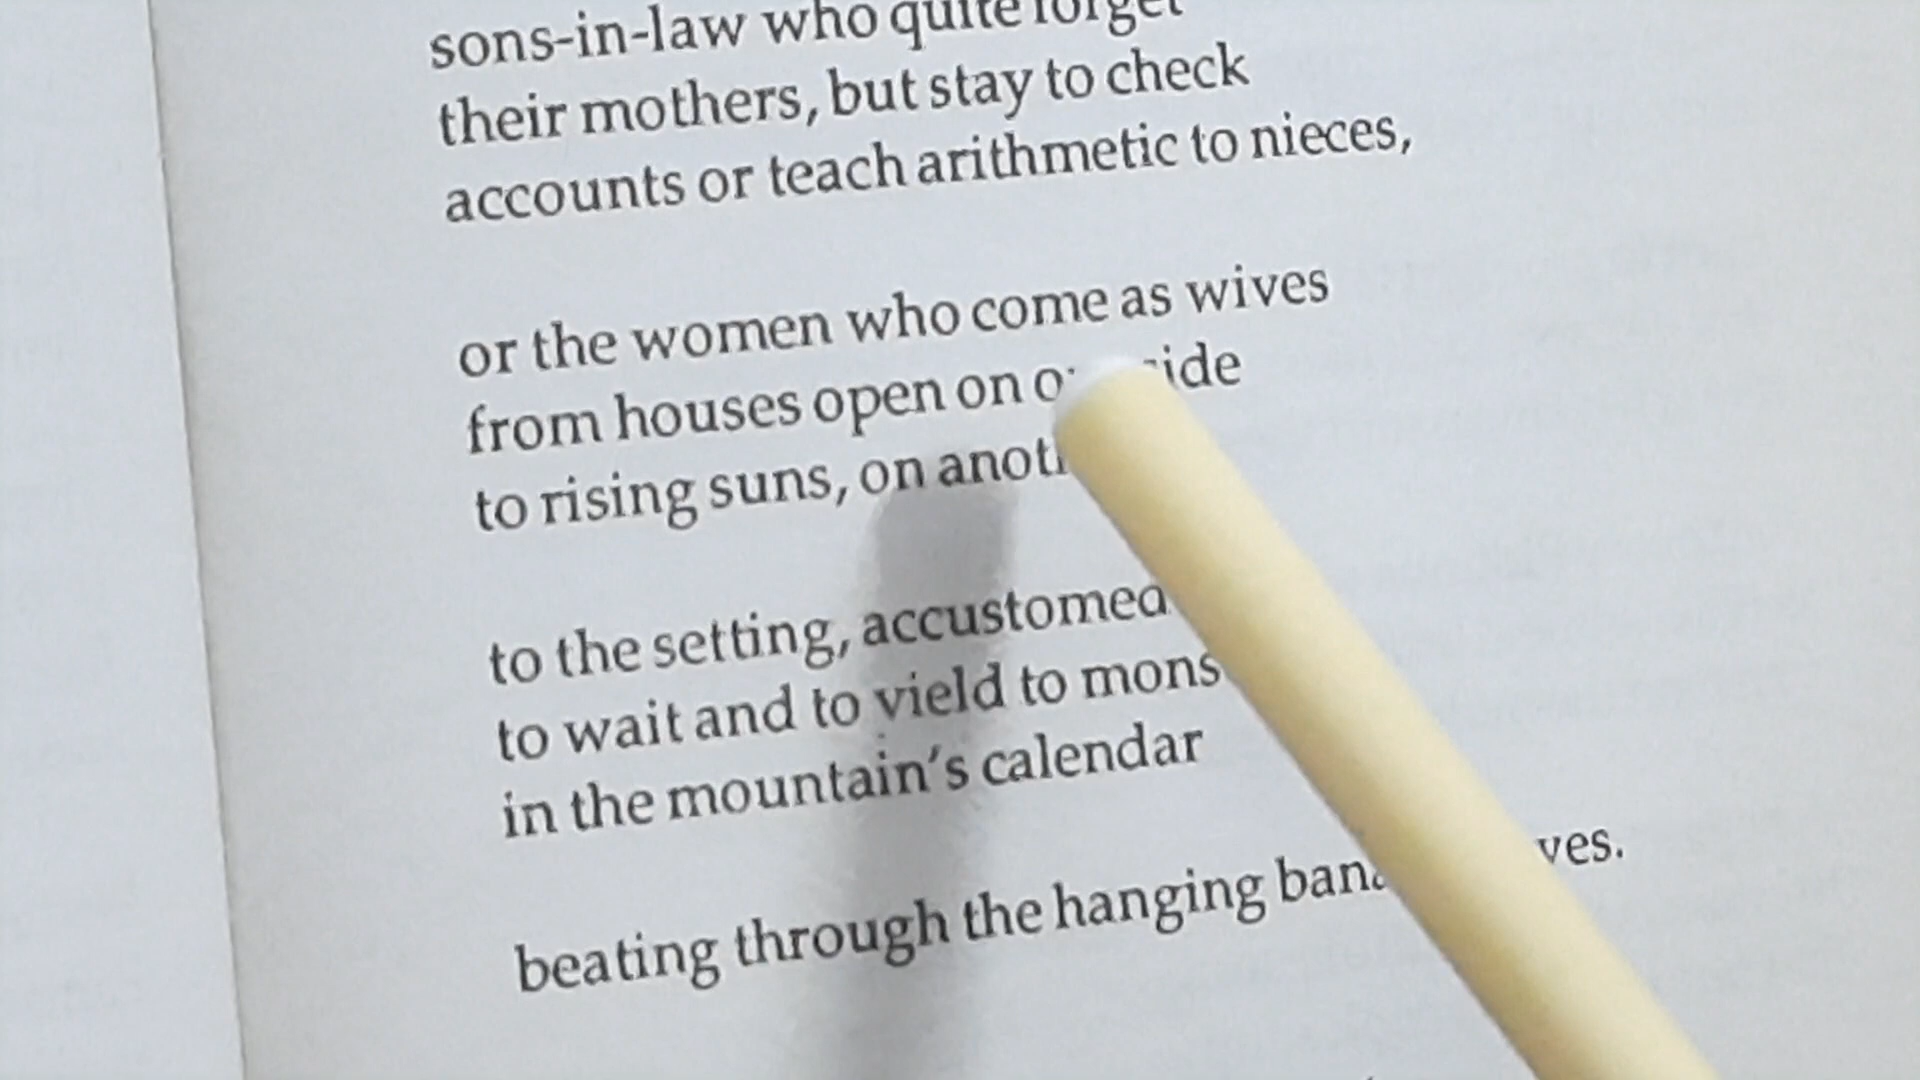 sons-in-law who quite forget
their mothers, but stay to check
accounts or teach arithmetic to nieces,
or the women who come as wives
from houses open on
to rising suns, on
to the setting, accustomed
to wait and to yield to
in the mountain's calendar
beating through the hanging